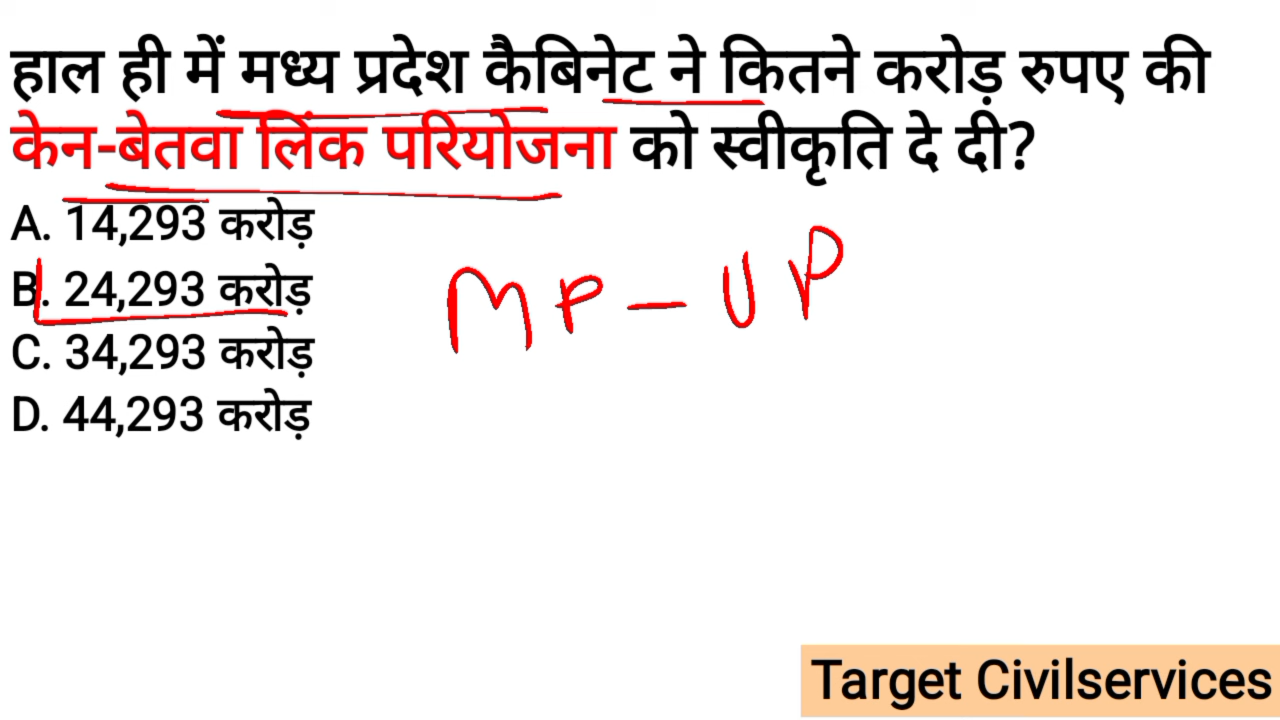 हाल ही में मध्य प्रदेश कैबिनेट ने कितने करोड़ रुपए की
केन-बेतवा लिंक परियोजना को स्वीकृति दे दी?
A. 14,293 करोड़
B. 24,293 करोड़
MP-UP
C. 34,293 करोड़
D. 44,293 करोड़
Target Civilservices